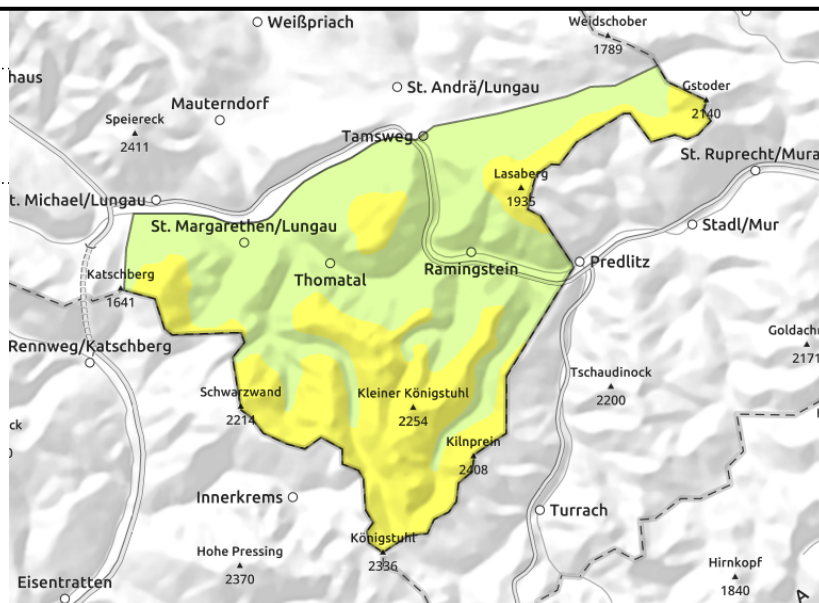 Weißpriach
Weidschober
1789
haus
St. Andrä/Lungau
Gstoder
2140
Mauterndorf
Speiereck
2411
Tamsweg
St. Ruprecht/Mura
Lasaberg
1935
t. Michael/Lungau
St. Margarethen/Lungau
Stadl/Mur
Katschberg
1641
Thomatal
Ramingstein
Predlitz
Rennweg/Katschberg
Goldachn
2171
Tschaudinock
2200
Schwarzwand
2214
Kleiner Königstuhl
2254
ck
Kilnprein
2408
Innerkrems
Turrach
Königstuhl
2336
Hohe Pressing
2370
Hirnkopf
1840
Eisentratten
A